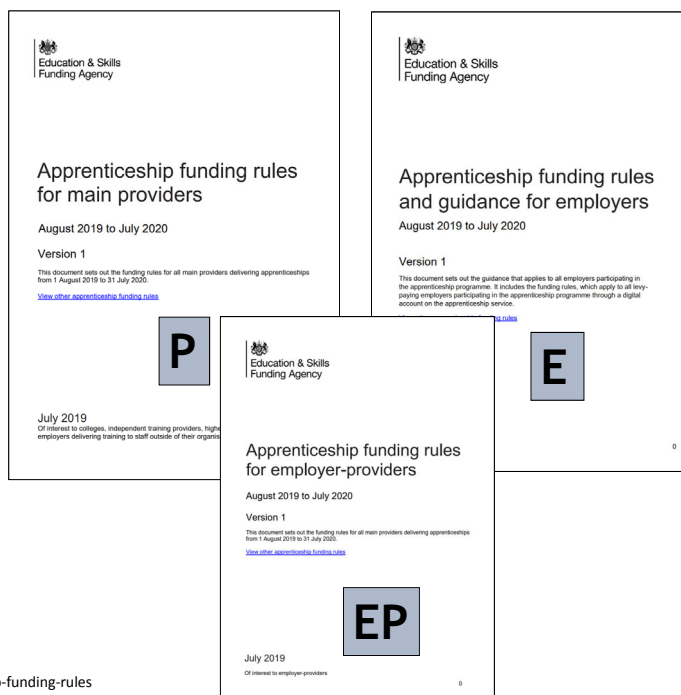 Education & Skills
Funding Agency
Apprenticeship funding rules
for main providers
August 2019 to July 2020
Version 1
This document sets out the funding rules for all main providers delivering apprenticeships
from 1 August 2019 to 31 July 2020.
View other apprenticeship funding rules
P
July 2019
Of interest to colleges, independent training providers,
employers delivering training to staff outside of their
Education & Skills
Funding Agency
Apprenticeship funding rules
and guidance for employers
August 2019 to July 2020
Version 1
This document sets out the guidance that applies to all employers participating in
the apprenticeship programme. It includes the funding rules, which apply to all levy-
paying employers participating in the apprenticeship programme through a digital
account on the apprenticeship service.
rules
E
0
Education & Skills
Funding Agency
Apprenticeship funding rules
for employer-providers
August 2019 to July 2020
Version 1
This document sets out the funding rules for all main providers delivering apprenticeships
from 1 August 2019 to 31 July 2020.
View other apprenticeship funding rules
EP
July 2019
Of interest to employer-providers
0
-funding-rules